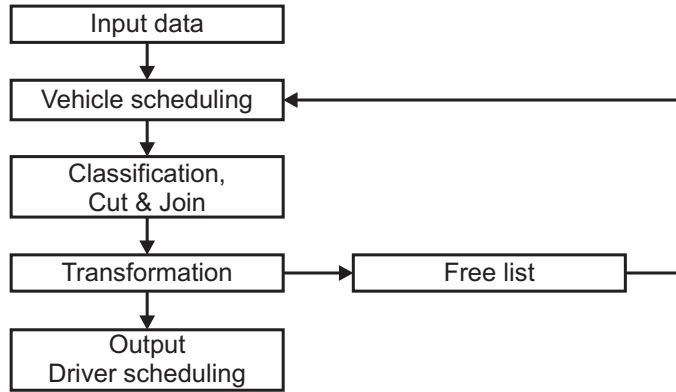 Input data
Vehicle scheduling
Classification,
Cut & Join
Transformation
Free list
Output
Driver scheduling